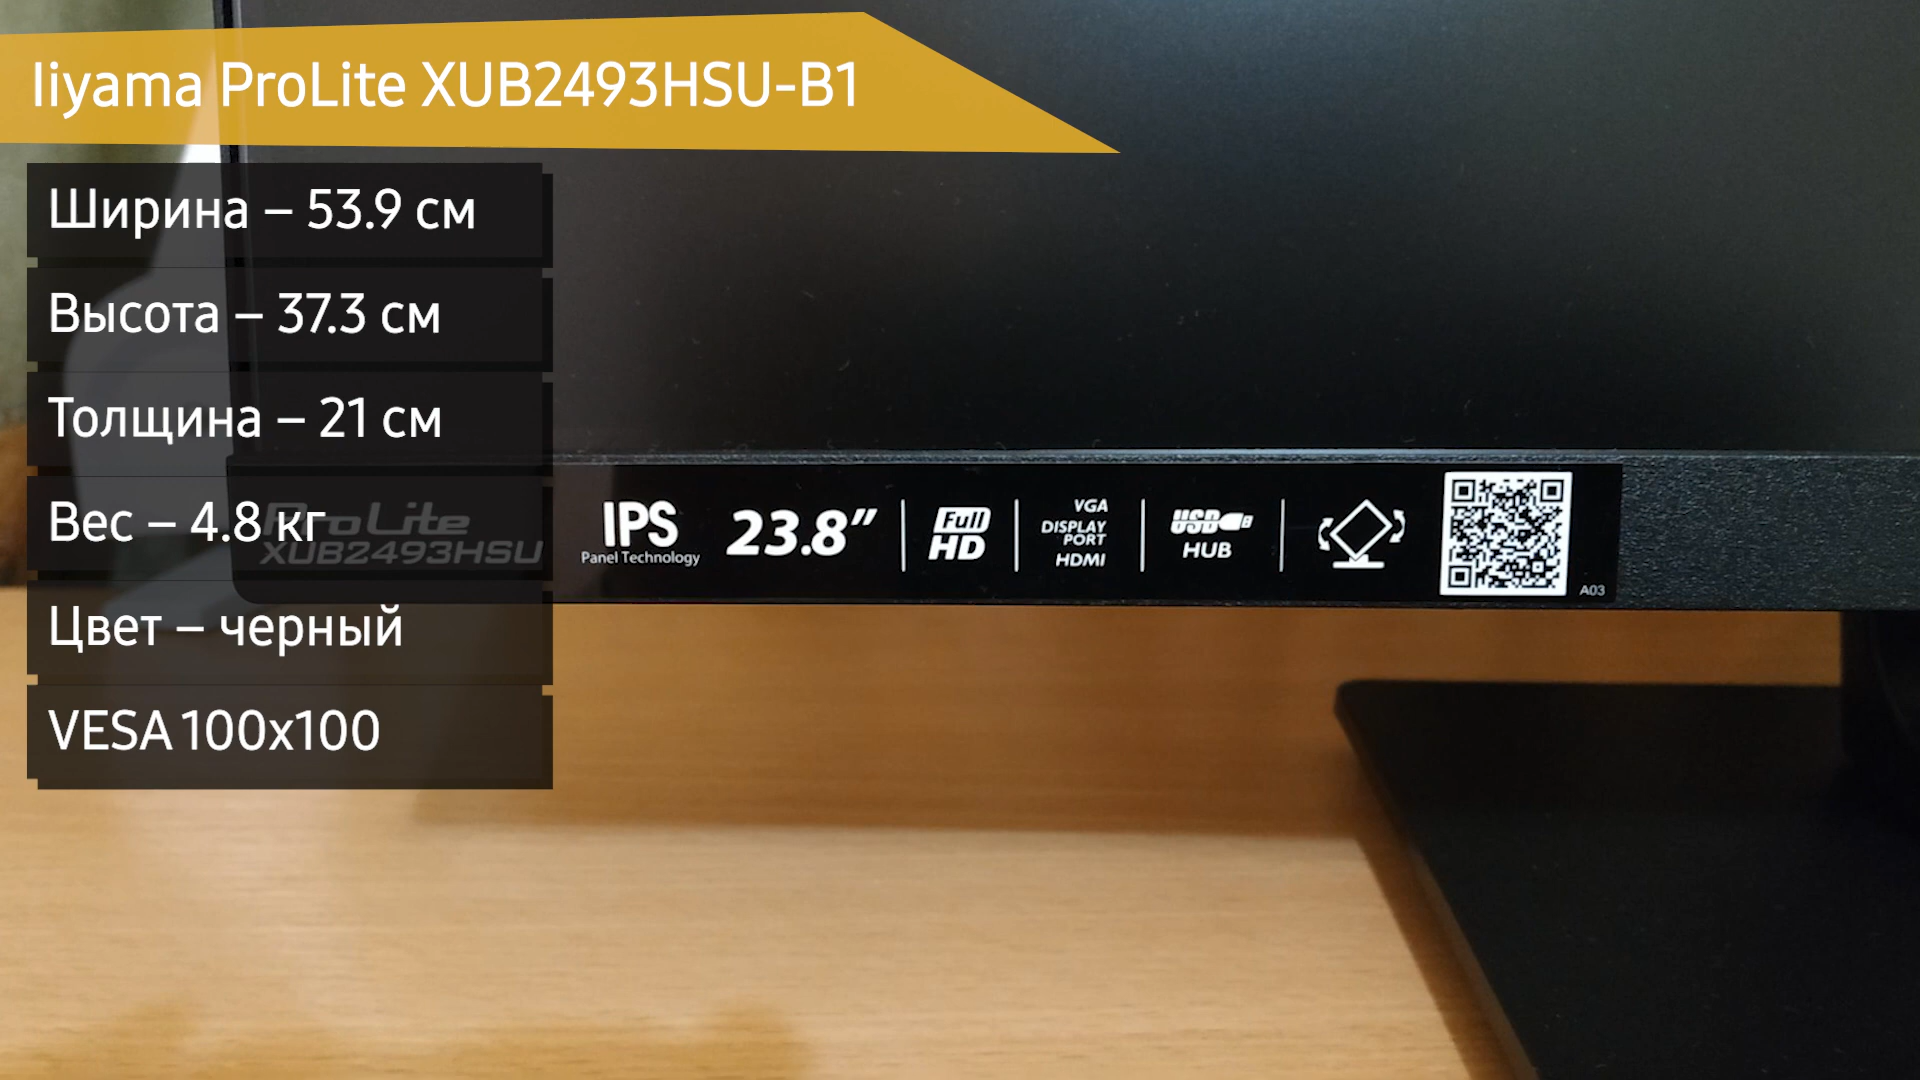 Iiyama ProLite XUB2493HSU-B1
Ширина – 53.9 см
Высота – 37.3 см
Толщина – 21 см
Вес – 4.8 кг
Цвет – черный
VESA 100x100
ProLite
XUB2493HSU
IPS
Panel Technology
23.8”
Full
HD
VGA
DISPLAY
PORT
HDMI
USB
HUB
A03